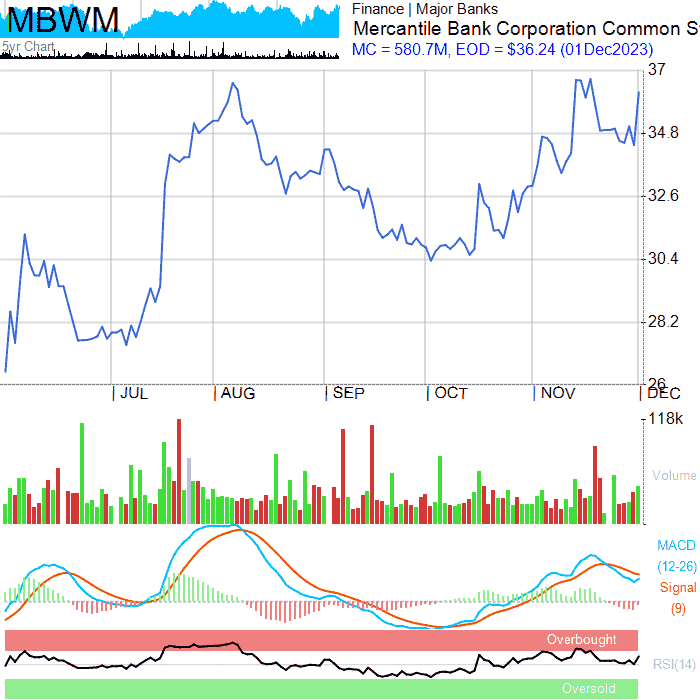 MBWM
5yr Chart
Finance | Major Banks
Mercantile Bank Corporation Common S
MC = 580.7M, EOD = $36.24 (01Dec2023)
37
34.8
32.6
30.4
28.2
26
JUL AUG SEP OCT NOV DEC
118k
Volume
MACD
(12-26)
Signal
(9)
Overbought
RSI(14)
Oversold